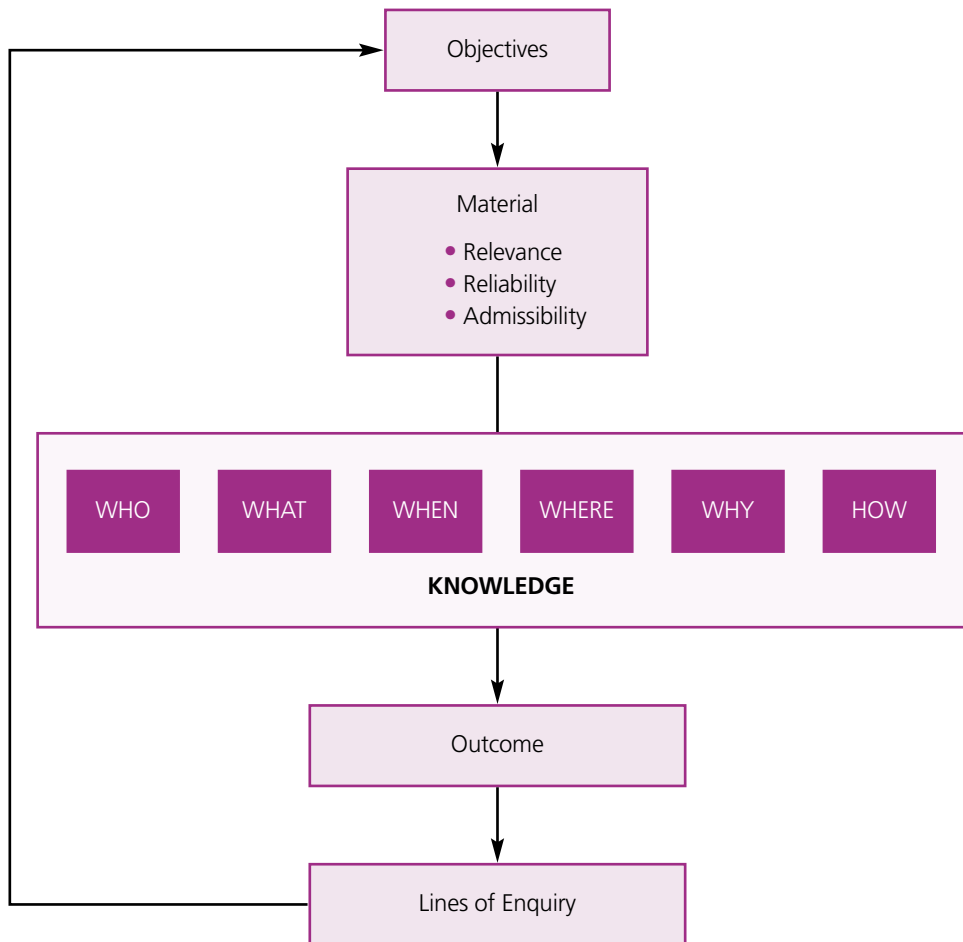 Objectives
Material
• Relevance
• Reliability
• Admissibility
WHO WHAT WHEN WHERE WHY HOW
KNOWLEDGE
Outcome
Lines of Enquiry